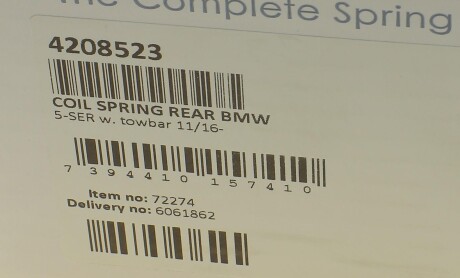 The Complete Spring
4208523
COIL SPRING REAR BMW
5-SER w. towbar 11/16-
7 394410 157410
Item no: 72274
Delivery no: 6061862